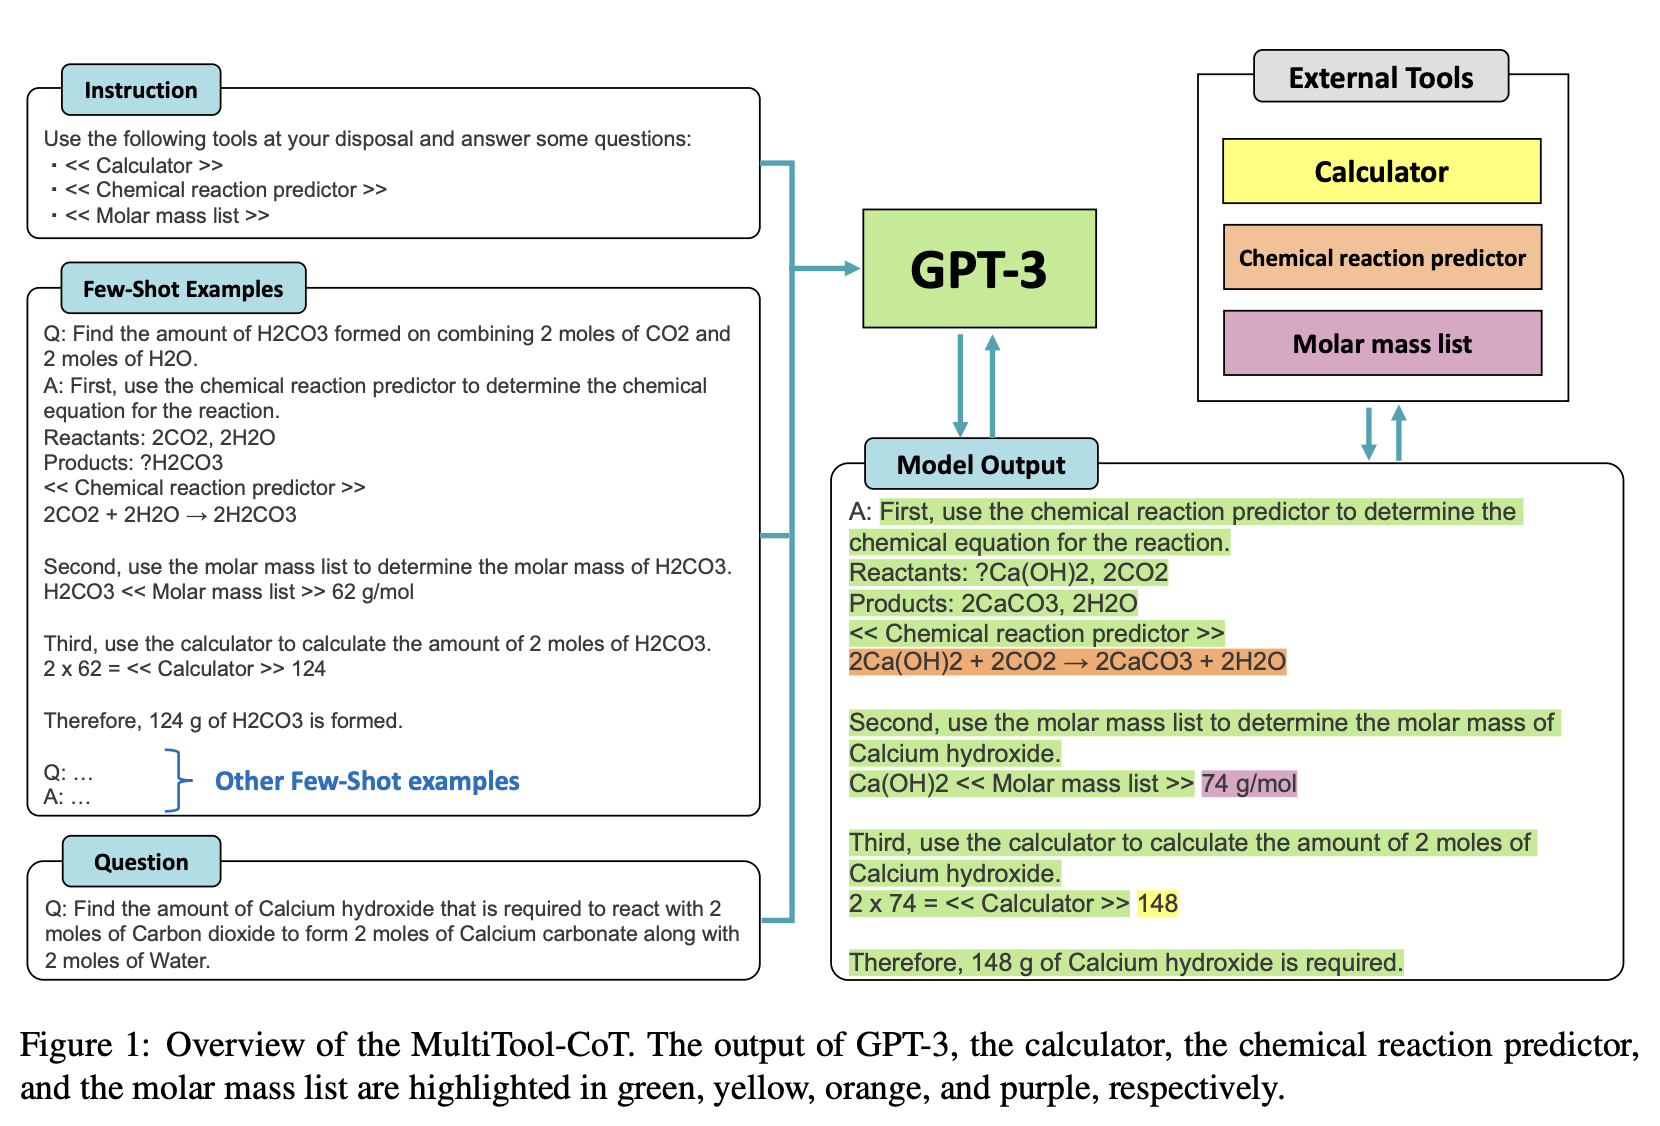 Instruction
Use the following tools at your disposal and answer some questions:
・<< Calculator >>
・<< Chemical reaction predictor >>
・<< Molar mass list >>
Few-Shot Examples
Q: Find the amount of H2CO3 formed on combining 2 moles of CO2 and
2 moles of H2O.
A: First, use the chemical reaction predictor to determine the chemical
equation for the reaction.
Reactants: 2CO2, 2H2O
Products: ?H2CO3
<< Chemical reaction predictor >>
2CO2 + 2H2O → 2H2CO3
Second, use the molar mass list to determine the molar mass of H2CO3.
H2CO3 << Molar mass list >> 62 g/mol
Third, use the calculator to calculate the amount of 2 moles of H2CO3.
2 x 62 = << Calculator >> 124
Therefore, 124 g of H2CO3 is formed.
Q: …
A: …
Other Few-Shot examples
Question
Q: Find the amount of Calcium hydroxide that is required to react with 2
moles of Carbon dioxide to form 2 moles of Calcium carbonate along with
2 moles of Water.
GPT-3
External Tools
Calculator
Chemical reaction predictor
Molar mass list
Model Output
A: First, use the chemical reaction predictor to determine the
chemical equation for the reaction.
Reactants: ?Ca(OH)2, 2CO2
Products: 2CaCO3, 2H2O
<< Chemical reaction predictor >>
2Ca(OH)2 + 2CO2 → 2CaCO3 + 2H2O
Second, use the molar mass list to determine the molar mass of
Calcium hydroxide.
Ca(OH)2 << Molar mass list >> 74 g/mol
Third, use the calculator to calculate the amount of 2 moles of
Calcium hydroxide.
2 x 74 = << Calculator >> 148
Therefore, 148 g of Calcium hydroxide is required.
Figure 1: Overview of the MultiTool-CoT. The output of GPT-3, the calculator, the chemical reaction predictor,
and the molar mass list are highlighted in green, yellow, orange, and purple, respectively.